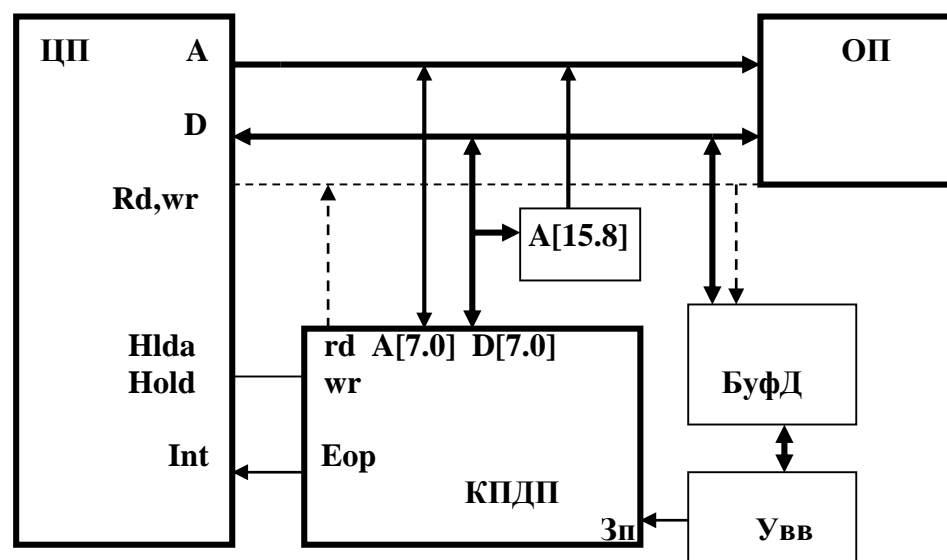 ЦП A ОП
D
Rd,wr
A[15.8]
Hlda rd A[7.0] D[7.0]
Hold wr БуфД
Int Eop
КПДП
Зп Увв